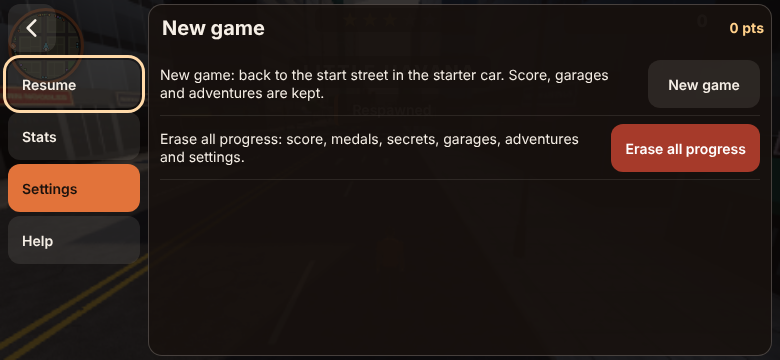 New game
0 pts
Resume
Stats
Settings
Help
New game: back to the start street in the starter car. Score, garages
and adventures are kept.
New game
Erase all progress: score, medals, secrets, garages, adventures
and settings.
Erase all progress